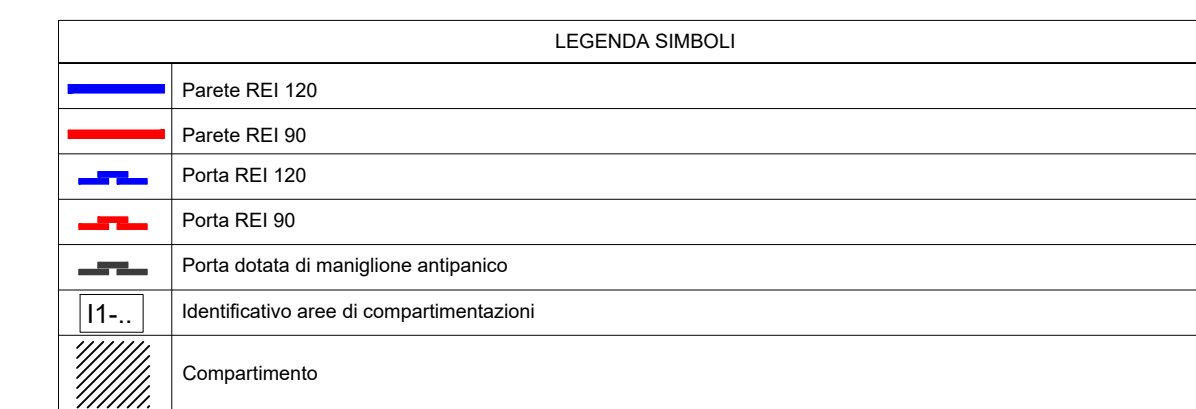 LEGENDA SIMBOLI
Parete REI 120
Parete REI 90
Porta REI 120
Porta REI 90
Porta dotata di maniglione antipanico
I1-.. Identificativo aree di compartimentazioni
Compartimento